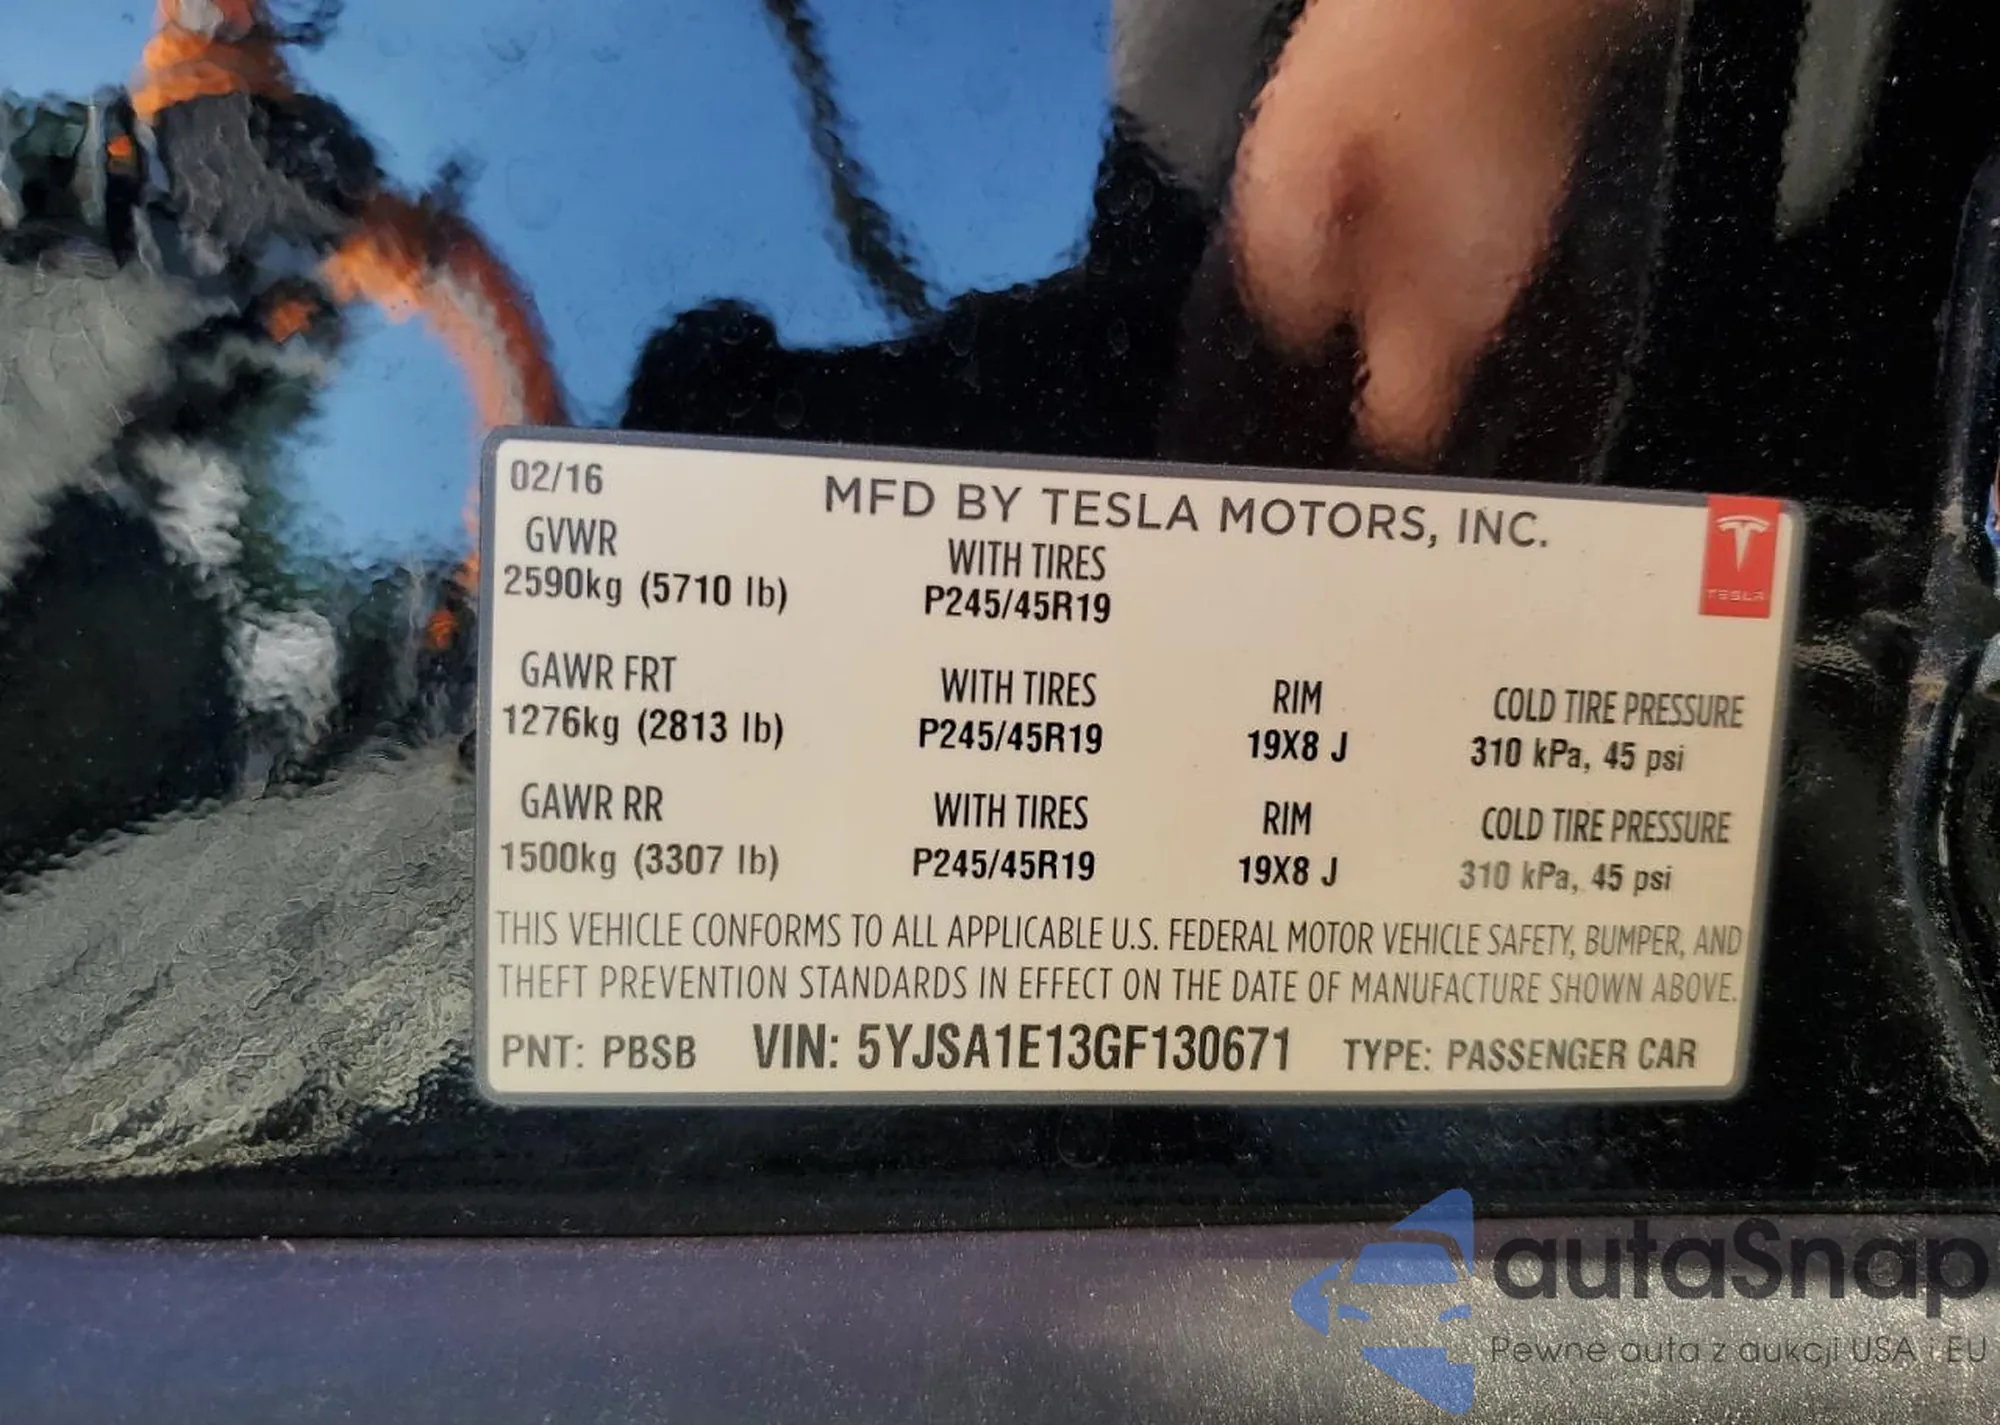 02/16
MFD BY TESLA MOTORS, INC.
TESLA
GVWR WITH TIRES
2590kg (5710 lb) P245/45R19
GAWR FRT WITH TIRES RIM COLD TIRE PRESSURE
1276kg (2813 lb) P245/45R19 19X8 J 310 kPa, 45 psi
GAWR RR WITH TIRES RIM COLD TIRE PRESSURE
1500kg (3307 lb) P245/45R19 19X8 J 310 kPa, 45 psi
THIS VEHICLE CONFORMS TO ALL APPLICABLE U.S. FEDERAL MOTOR VEHICLE SAFETY, BUMPER, AND
THEFT PREVENTION STANDARDS IN EFFECT ON THE DATE OF MANUFACTURE SHOWN ABOVE.
PNT: PBSB VIN: 5YJSA1E13GF130671 TYPE: PASSENGER CAR
autaSnap
Pewne auta z aukcji USA i EU